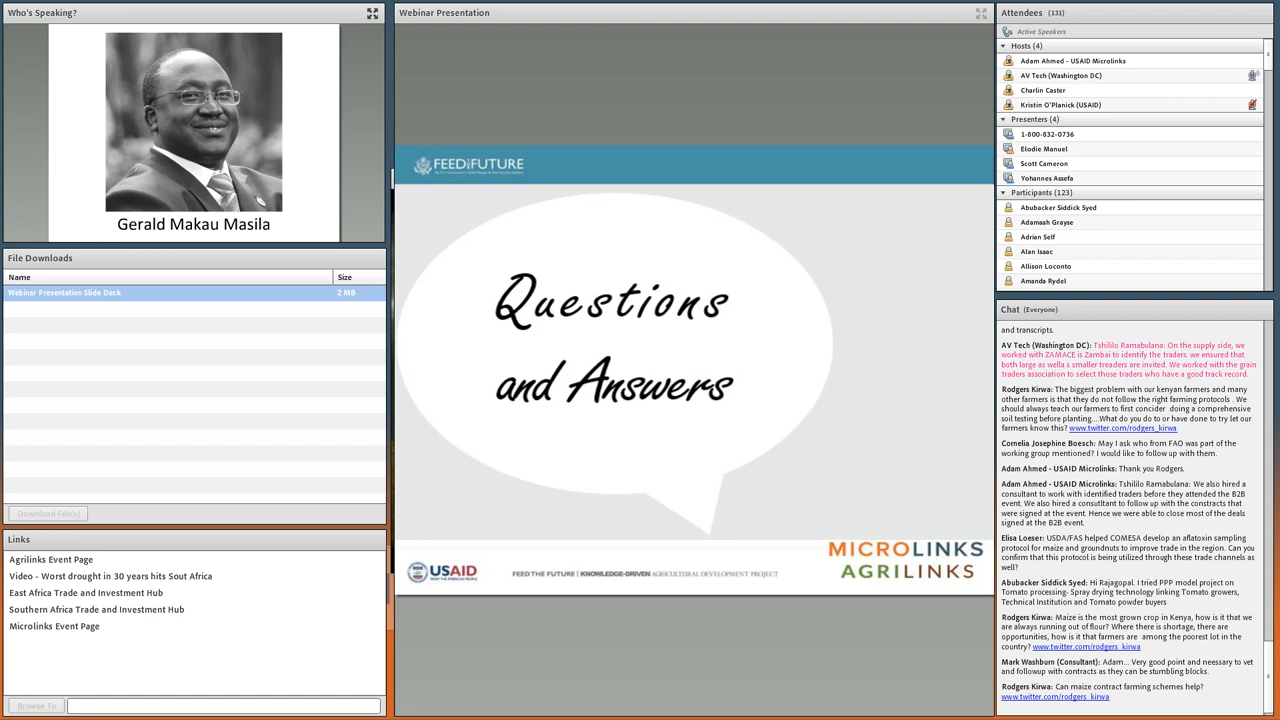 Who's Speaking?
Gerald Makau Masila
File Downloads
Name
Size
Webinar Presentation Slide Deck
2 MB
Download File(s)
Links
Agrilinks Event Page
Video - Worst drought in 30 years hits Sout Africa
East Africa Trade and Investment Hub
Southern Africa Trade and Investment Hub
Microlinks Event Page
Browse To
Webinar Presentation
FEED THE FUTURE
Questions
and Answers
USAID
FROM THE AMERICAN PEOPLE
FEED THE FUTURE | KNOWLEDGE-DRIVEN AGRICULTURAL DEVELOPMENT PROJECT
MICROLINKS
AGRILINKS
Attendees (131)
Active Speakers
Hosts (4)
Adam Ahmed - USAID Microlinks
AV Tech (Washington DC)
Charlin Caster
Kristin O'Planick (USAID)
Presenters (4)
1-800-832-0736
Elodie Manuel
Scott Cameron
Yohannes Assefa
Participants (123)
Abubacker Siddick Syed
Adamaah Grayse
Adrian Self
Alan Isaac
Allison Loconto
Amanda Rydel
Chat (Everyone)
and transcripts.
AV Tech (Washington DC): Tshililo Ramabulana: On the supply side, we
worked with ZAMACE is Zambai to identify the traders. we ensured that
both large as wella s smaller treaders are invited. We worked with the grain
traders association to select those traders who have a good track record.
Rodgers Kirwa: The biggest problem with our kenyan farmers and many
other farmers is that they do not follow the right farming protocols . We
should always teach our farmers to first concider doing a comprehensive
soil testing before planting....What do you do to or have done to try let our
farmers know this? www.twitter.com/rodgers_kirwa
Cornelia Josephine Boesch: May I ask who from FAO was part of the
working group mentioned? I would like to follow up with them.
Adam Ahmed - USAID Microlinks: Thank you Rodgers.
Adam Ahmed - USAID Microlinks: Tshililo Ramabulana: We also hired a
consultant to work with identified traders before they attended the B2B
event. We also hired a consutltant to follow up with the constracts that
were signed at the event. Hence we were able to close most of the deals
signed at the B2B event.
Elisa Loeser: USDA/FAS helped COMESA develop an aflatoxin sampling
protocol for maize and groundnuts to improve trade in the region. Can you
confirm that this protocol is being utilized through these trade channels as
well?
Abubacker Siddick Syed: Hi Rajagopal. I tried PPP model project on
Tomato processing- Spray drying technology linking Tomato growers,
Technical Institution and Tomato powder buyers
Rodgers Kirwa: Maize is the most grown crop in Kenya, how is it that we
are always running out of flour? Where there is shortage, there are
opportunities, how is it that farmers are among the poorest lot in the
country? www.twitter.com/rodgers_kirwa
Mark Washburn (Consultant): Adam... Very good point and neessary to vet
and followup with contracts as they can be stumbling blocks.
Rodgers Kirwa: Can maize contract farming schemes help?
www.twitter.com/rodgers_kirwa